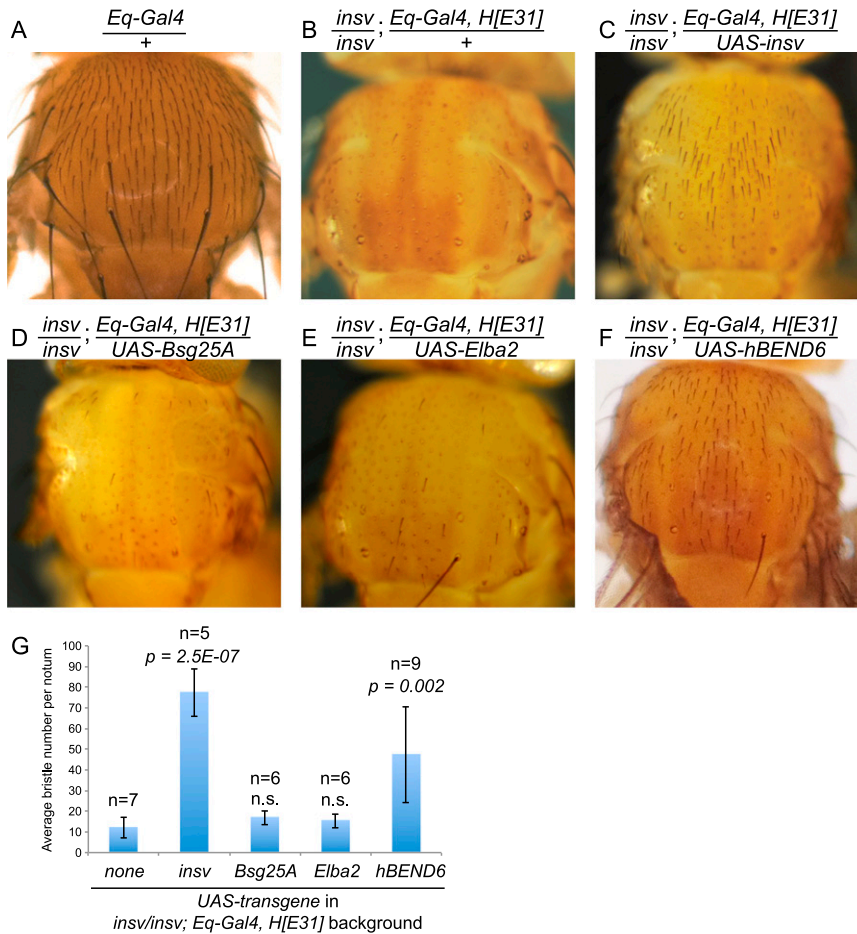 A Eq-Gal4
+
B insv ; Eq-Gal4, H[E31]
insv +
C insv ; Eq-Gal4, H[E31]
insv UAS-insv
D insv ; Eq-Gal4, H[E31]
insv UAS-Bsg25A
E insv ; Eq-Gal4, H[E31]
insv UAS-Elba2
F insv ; Eq-Gal4, H[E31]
insv UAS-hBEND6
G
Average bristle number per notum
100
90
80
70
60
50
40
30
20
10
0
n=7
n=5
p = 2.5E-07
n=6
n.s.
n=6
n.s.
n=9
p = 0.002
none insv Bsg25A Elba2 hBEND6
UAS-transgene in
insv/insv; Eq-Gal4, H[E31] background